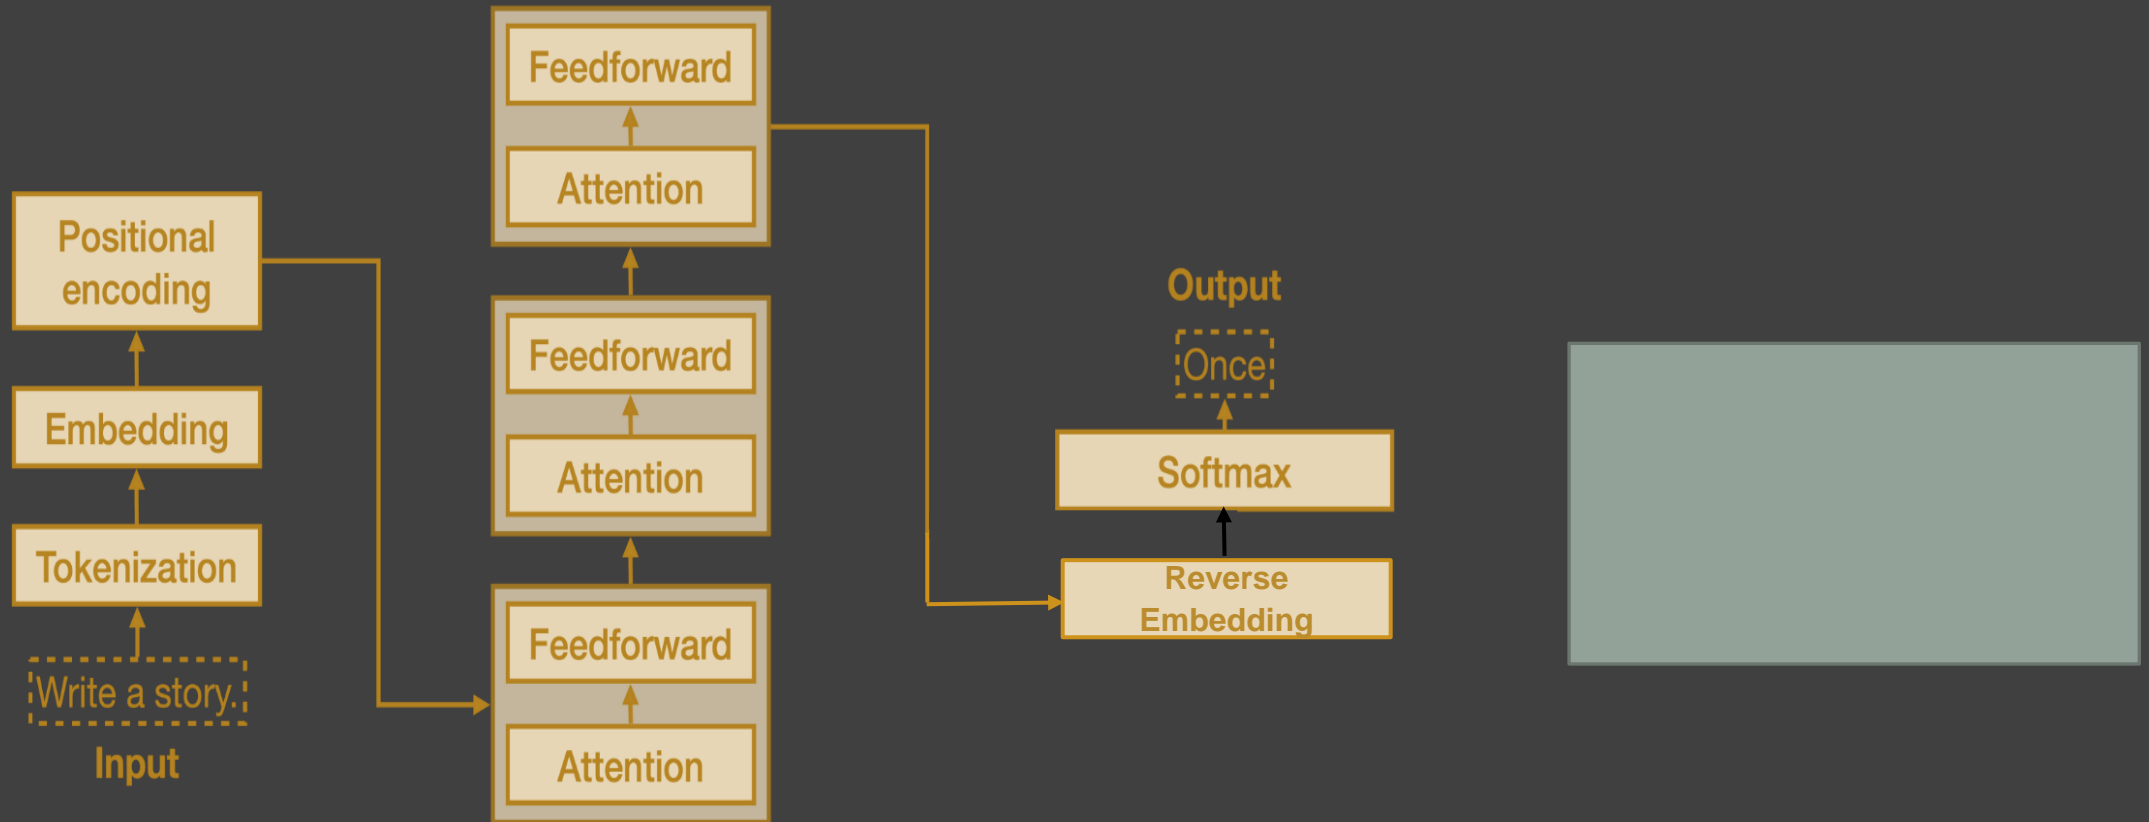 Positional
encoding
Embedding
Tokenization
Write a story.
Input
Feedforward
Attention
Feedforward
Attention
Feedforward
Attention
Output
Once
Softmax
Reverse
Embedding